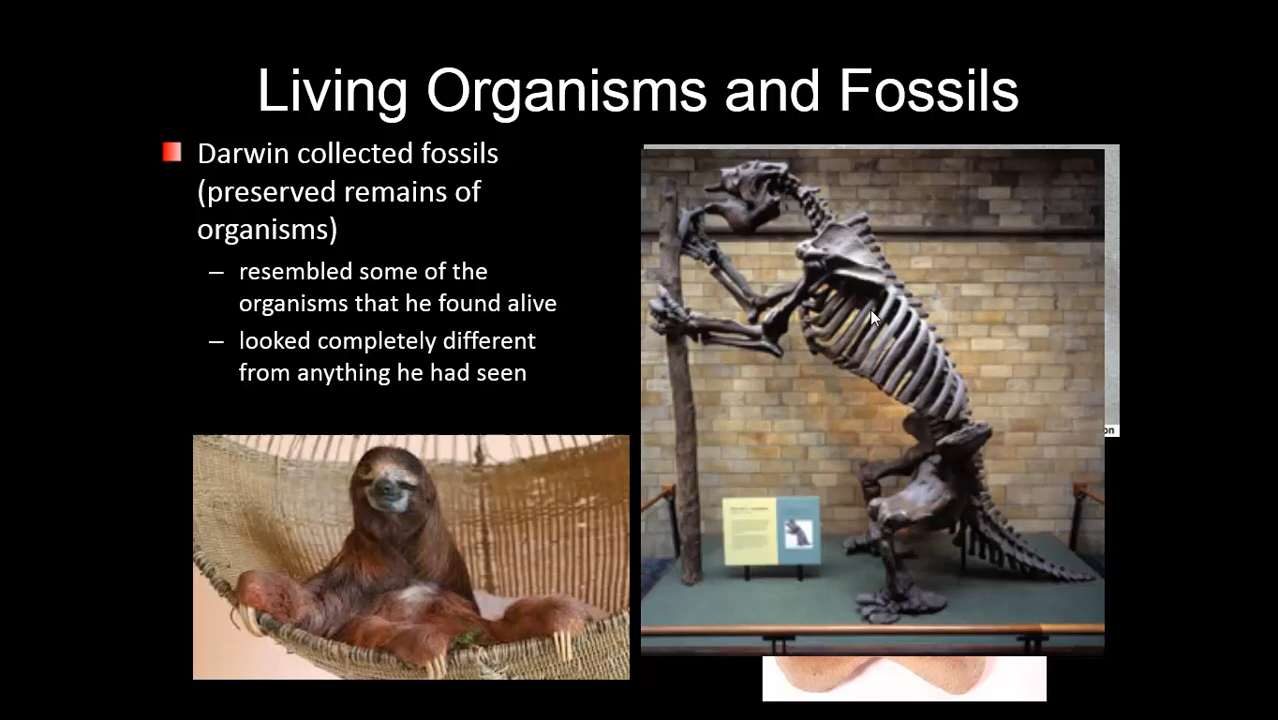 Living Organisms and Fossils
Darwin collected fossils
(preserved remains of
organisms)
– resembled some of the
organisms that he found alive
– looked completely different
from anything he had seen
on